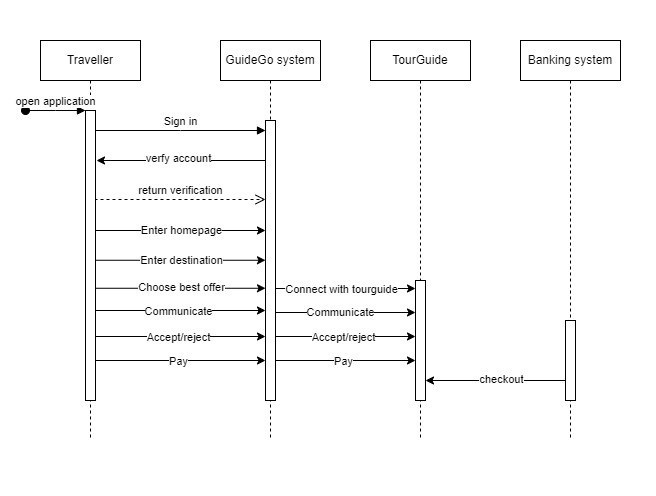 Traveller
GuideGo system
TourGuide
Banking system
open application
Sign in
verfy account
return verification
Enter homepage
Enter destination
Choose best offer
Connect with tourguide
Communicate
Communicate
Accept/reject
Accept/reject
Pay
Pay
checkout